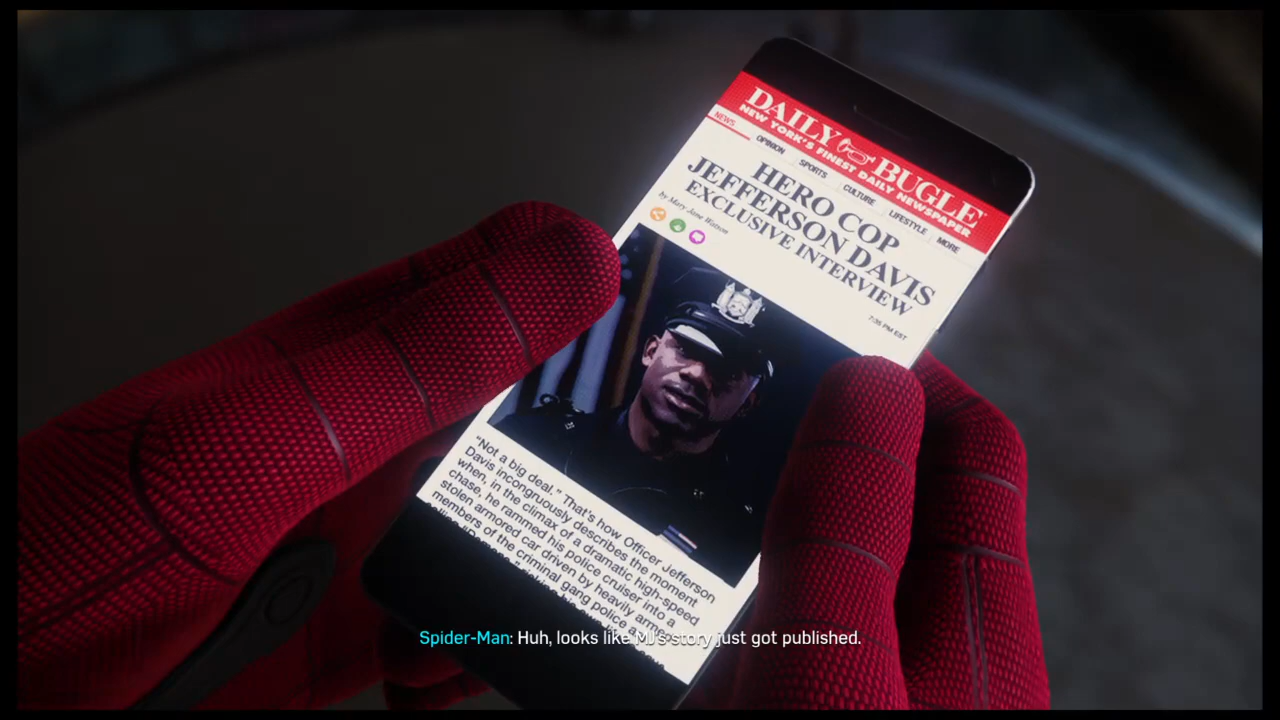 DAILY BUGLE
NEW YORK'S FINEST DAILY NEWSPAPER
NEWS OPINION SPORTS CULTURE LIFESTYLE MORE
HERO COP
JEFFERSON DAVIS
EXCLUSIVE INTERVIEW
by Mary Jane Watson
7:35 PM EST
"Not a big deal." That's how Officer Jefferson
Davis incongruously describes the moment
when, in the climax of a dramatic high-speed
chase, he rammed his police cruiser into a
stolen armored car driven by heavily arme
members of the criminal gang police a
Spider-Man: Huh, looks like MJ's story just got published.